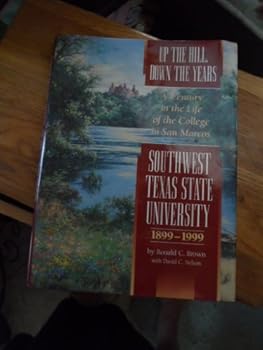 UP THE HILL,
DOWN THE YEARS
A Century
in the Life
of the College
in San Marcos
SOUTHWEST
TEXAS STATE
UNIVERSITY
1899–1999
by Ronald C. Brown
with David C. Nelson